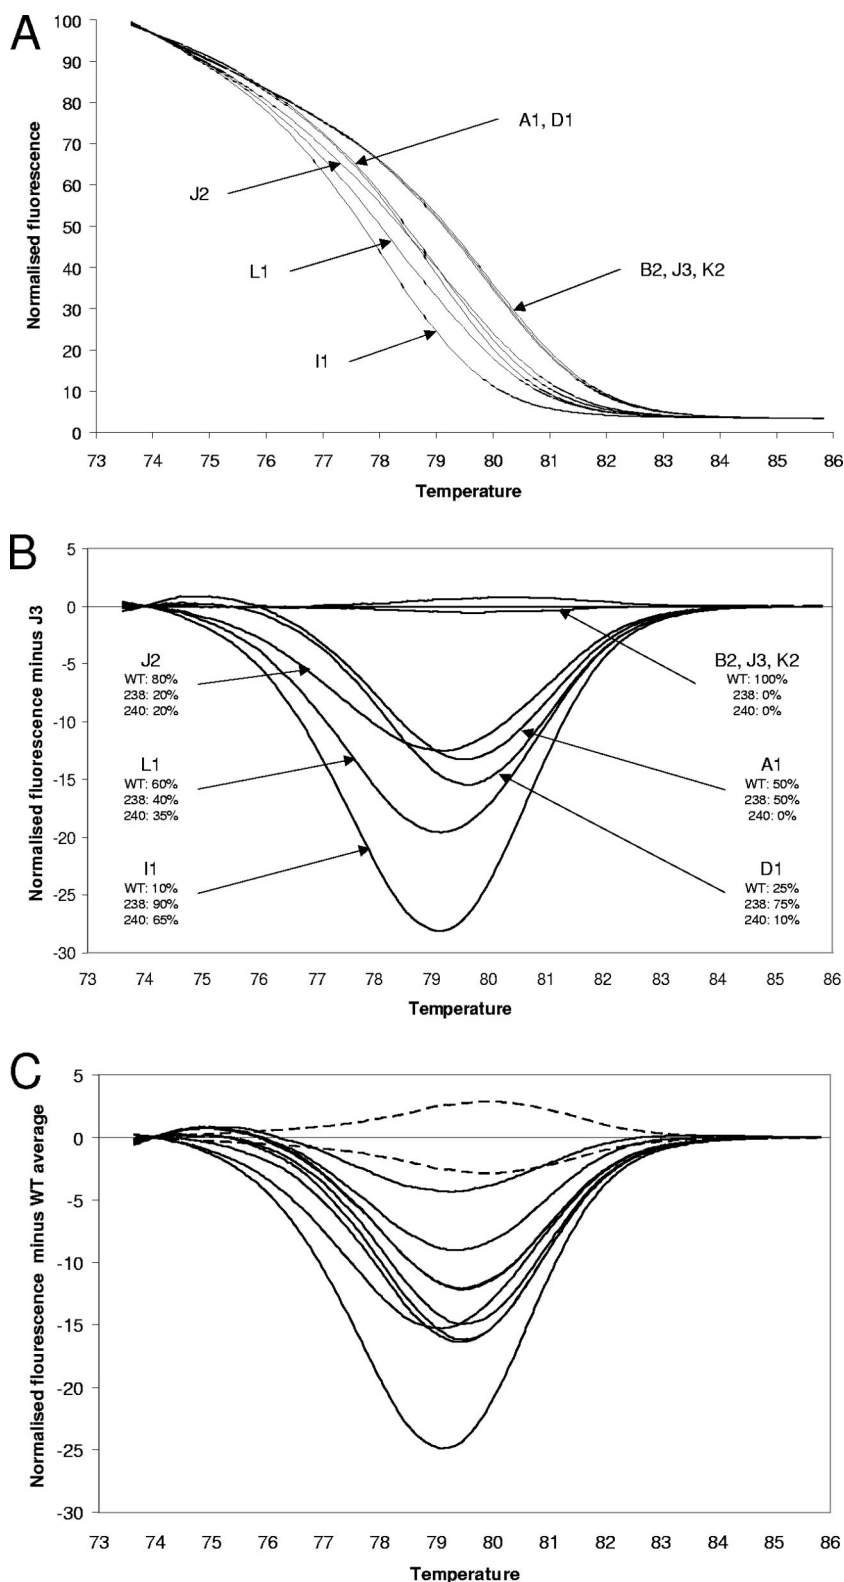 A
100
90
80
70
60
50
40
30
20
10
0
Normalised fluorescence
A1, D1
J2
L1
B2, J3, K2
I1
73 74 75 76 77 78 79 80 81 82 83 84 85 86
Temperature
B
5
0
-5
-10
-15
-20
-25
-30
Normalised fluorescence minus J3
J2
WT: 80%
238: 20%
240: 20%
L1
WT: 60%
238: 40%
240: 35%
I1
WT: 10%
238: 90%
240: 65%
B2, J3, K2
WT: 100%
238: 0%
240: 0%
A1
WT: 50%
238: 50%
240: 0%
D1
WT: 25%
238: 75%
240: 10%
73 74 75 76 77 78 79 80 81 82 83 84 85 86
Temperature
C
5
0
-5
-10
-15
-20
-25
-30
Normalised flourescence minus WT average
73 74 75 76 77 78 79 80 81 82 83 84 85 86
Temperature